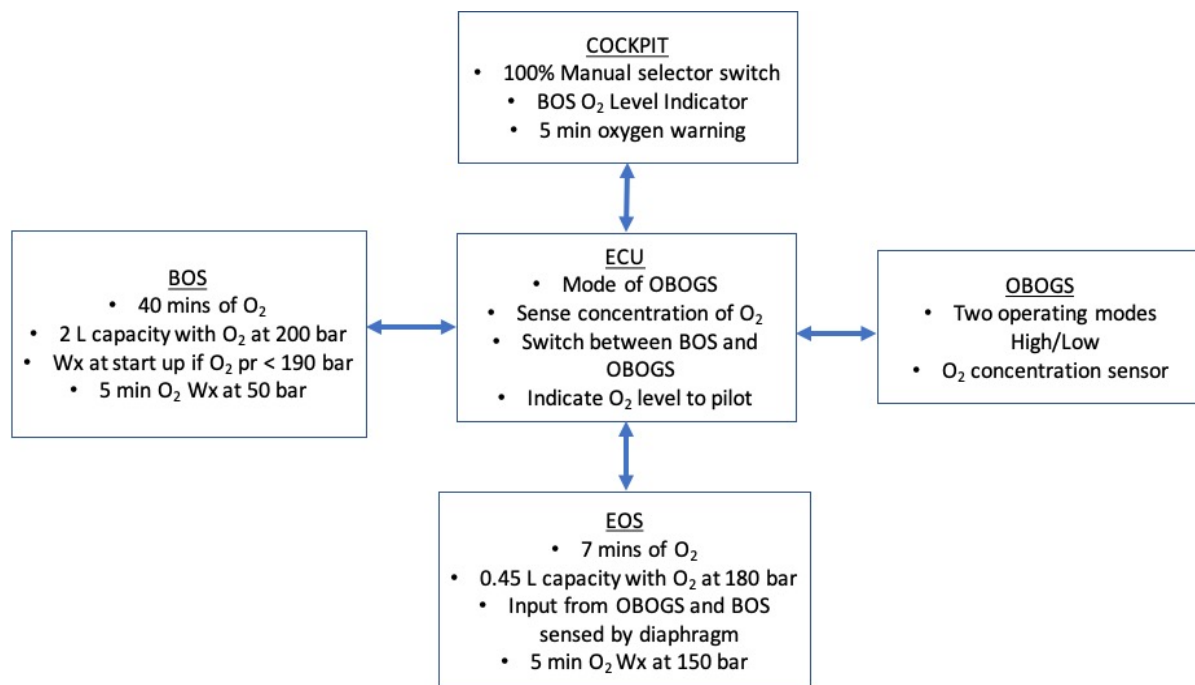 COCKPIT
• 100% Manual selector switch
• BOS O₂ Level Indicator
• 5 min oxygen warning
BOS
• 40 mins of O₂
• 2 L capacity with O₂ at 200 bar
• Wx at start up if O₂ pr < 190 bar
• 5 min O₂ Wx at 50 bar
ECU
• Mode of OBOGS
• Sense concentration of O₂
• Switch between BOS and
OBOGS
• Indicate O₂ level to pilot
OBOGS
• Two operating modes
High/Low
• O₂ concentration sensor
EOS
• 7 mins of O₂
• 0.45 L capacity with O₂ at 180 bar
• Input from OBOGS and BOS
sensed by diaphragm
• 5 min O₂ Wx at 150 bar